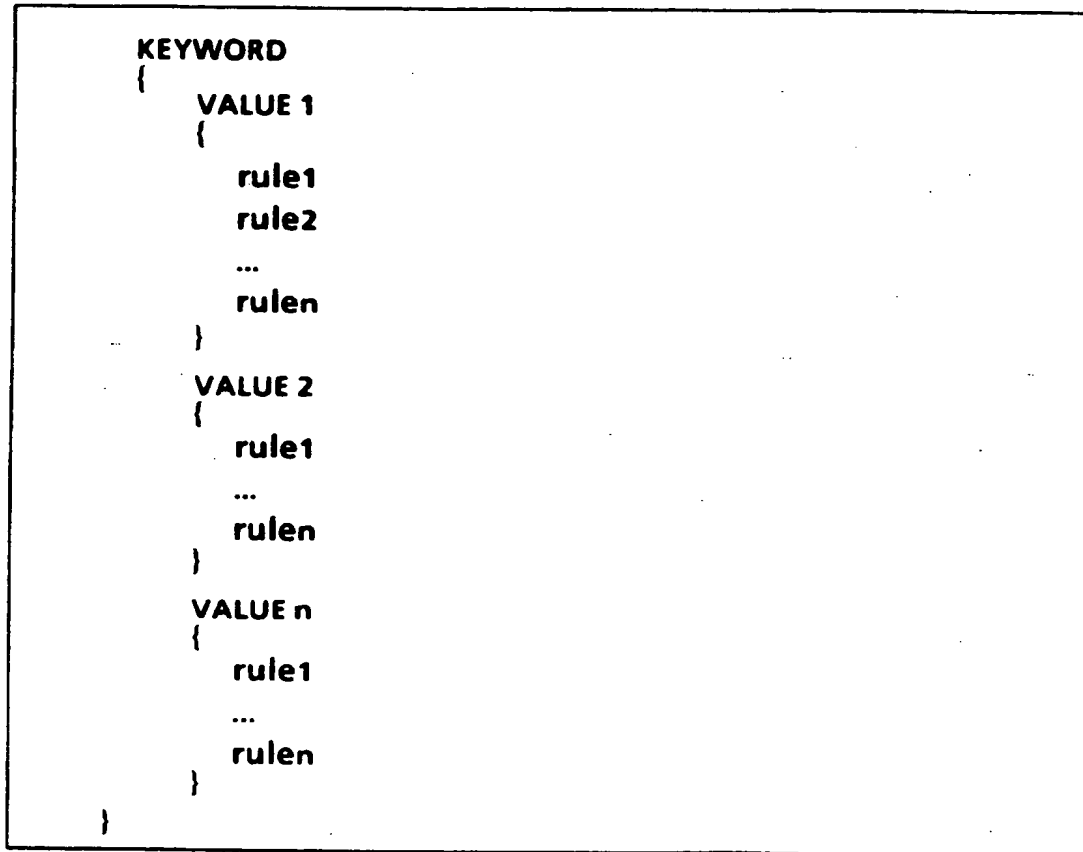 KEYWORD
{
VALUE 1
{
rule1
rule2
...
rulen
}
VALUE 2
{
rule1
...
rulen
}
VALUE n
{
rule1
...
rulen
}
}